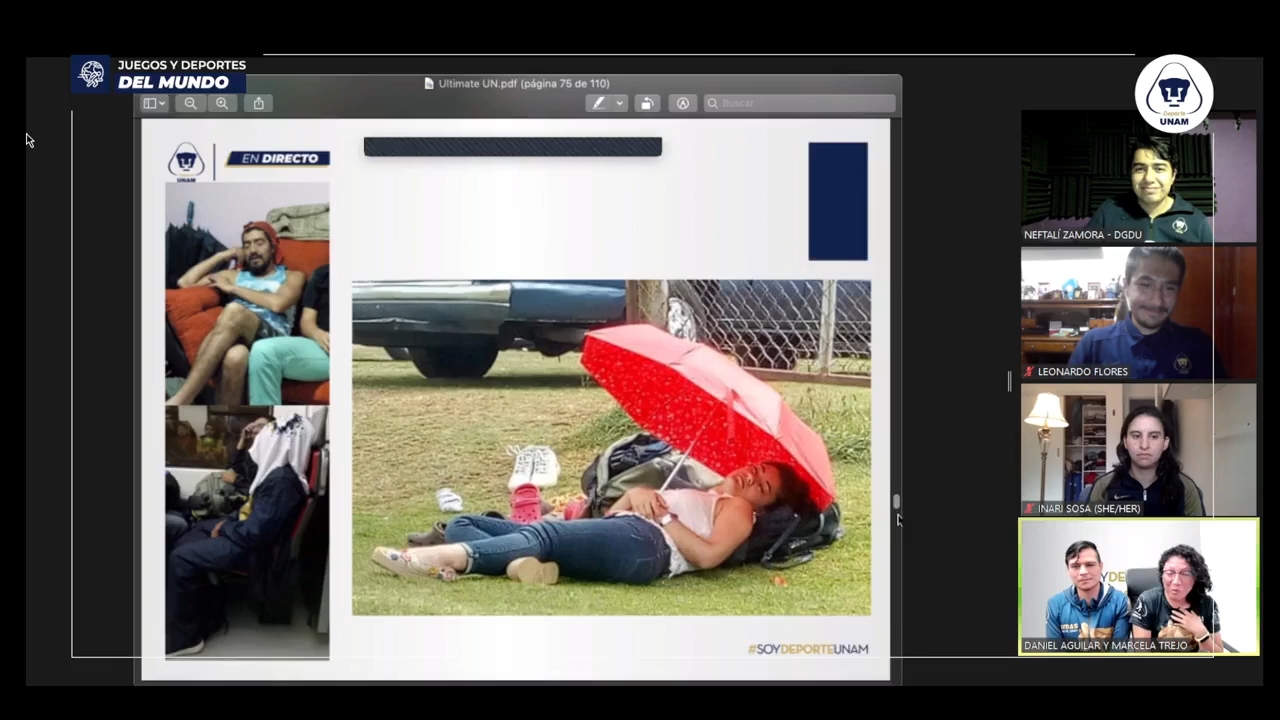 JUEGOS Y DEPORTES
DEL MUNDO
Ultimate UN.pdf (página 75 de 110)
Buscar
Deporte
UNAM
UNAM
EN DIRECTO
NEFTALÍ ZAMORA - DGDU
LEONARDO FLORES
INARI SOSA (SHE/HER)
DANIEL AGUILAR Y MARCELA TREJO
#SOYDEPORTEUNAM